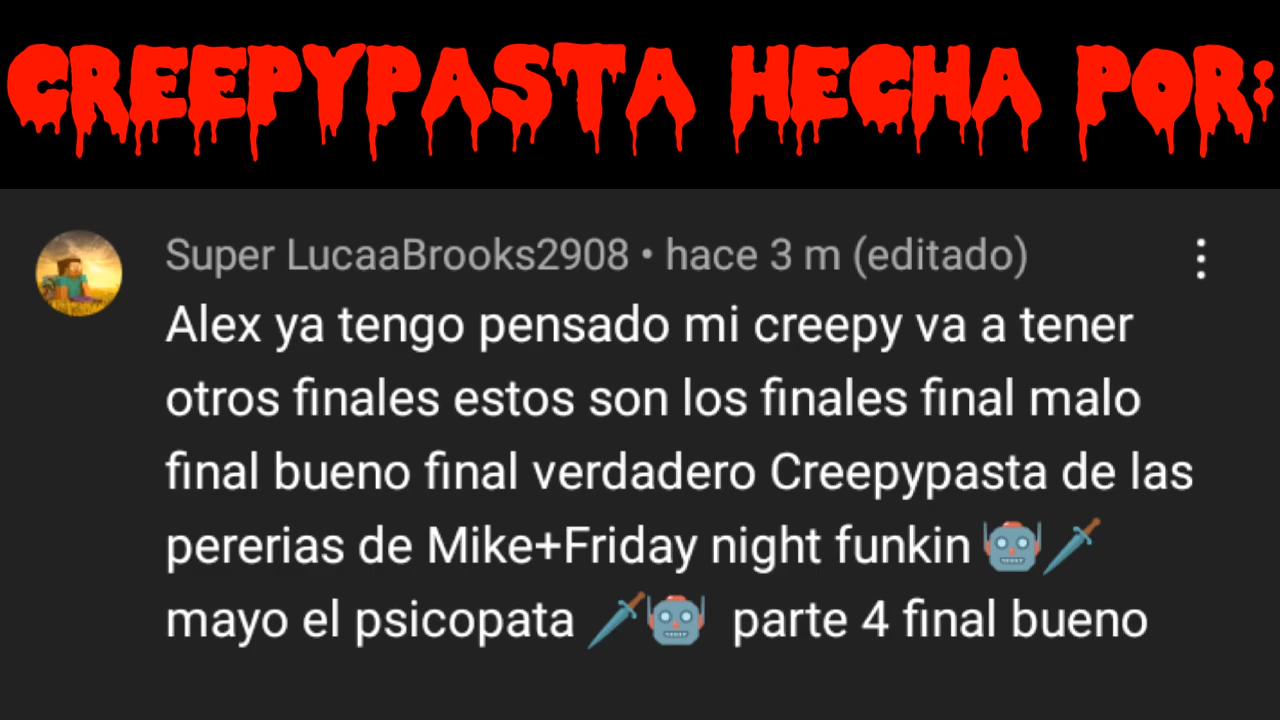 CREEPYPASTA HECHA POR:
Super LucaaBrooks2908 • hace 3 m (editado)
Alex ya tengo pensado mi creepy va a tener
otros finales estos son los finales final malo
final bueno final verdadero Creepypasta de las
pererias de Mike+Friday night funkin 🤖🗡️
mayo el psicopata 🗡️🤖 parte 4 final bueno